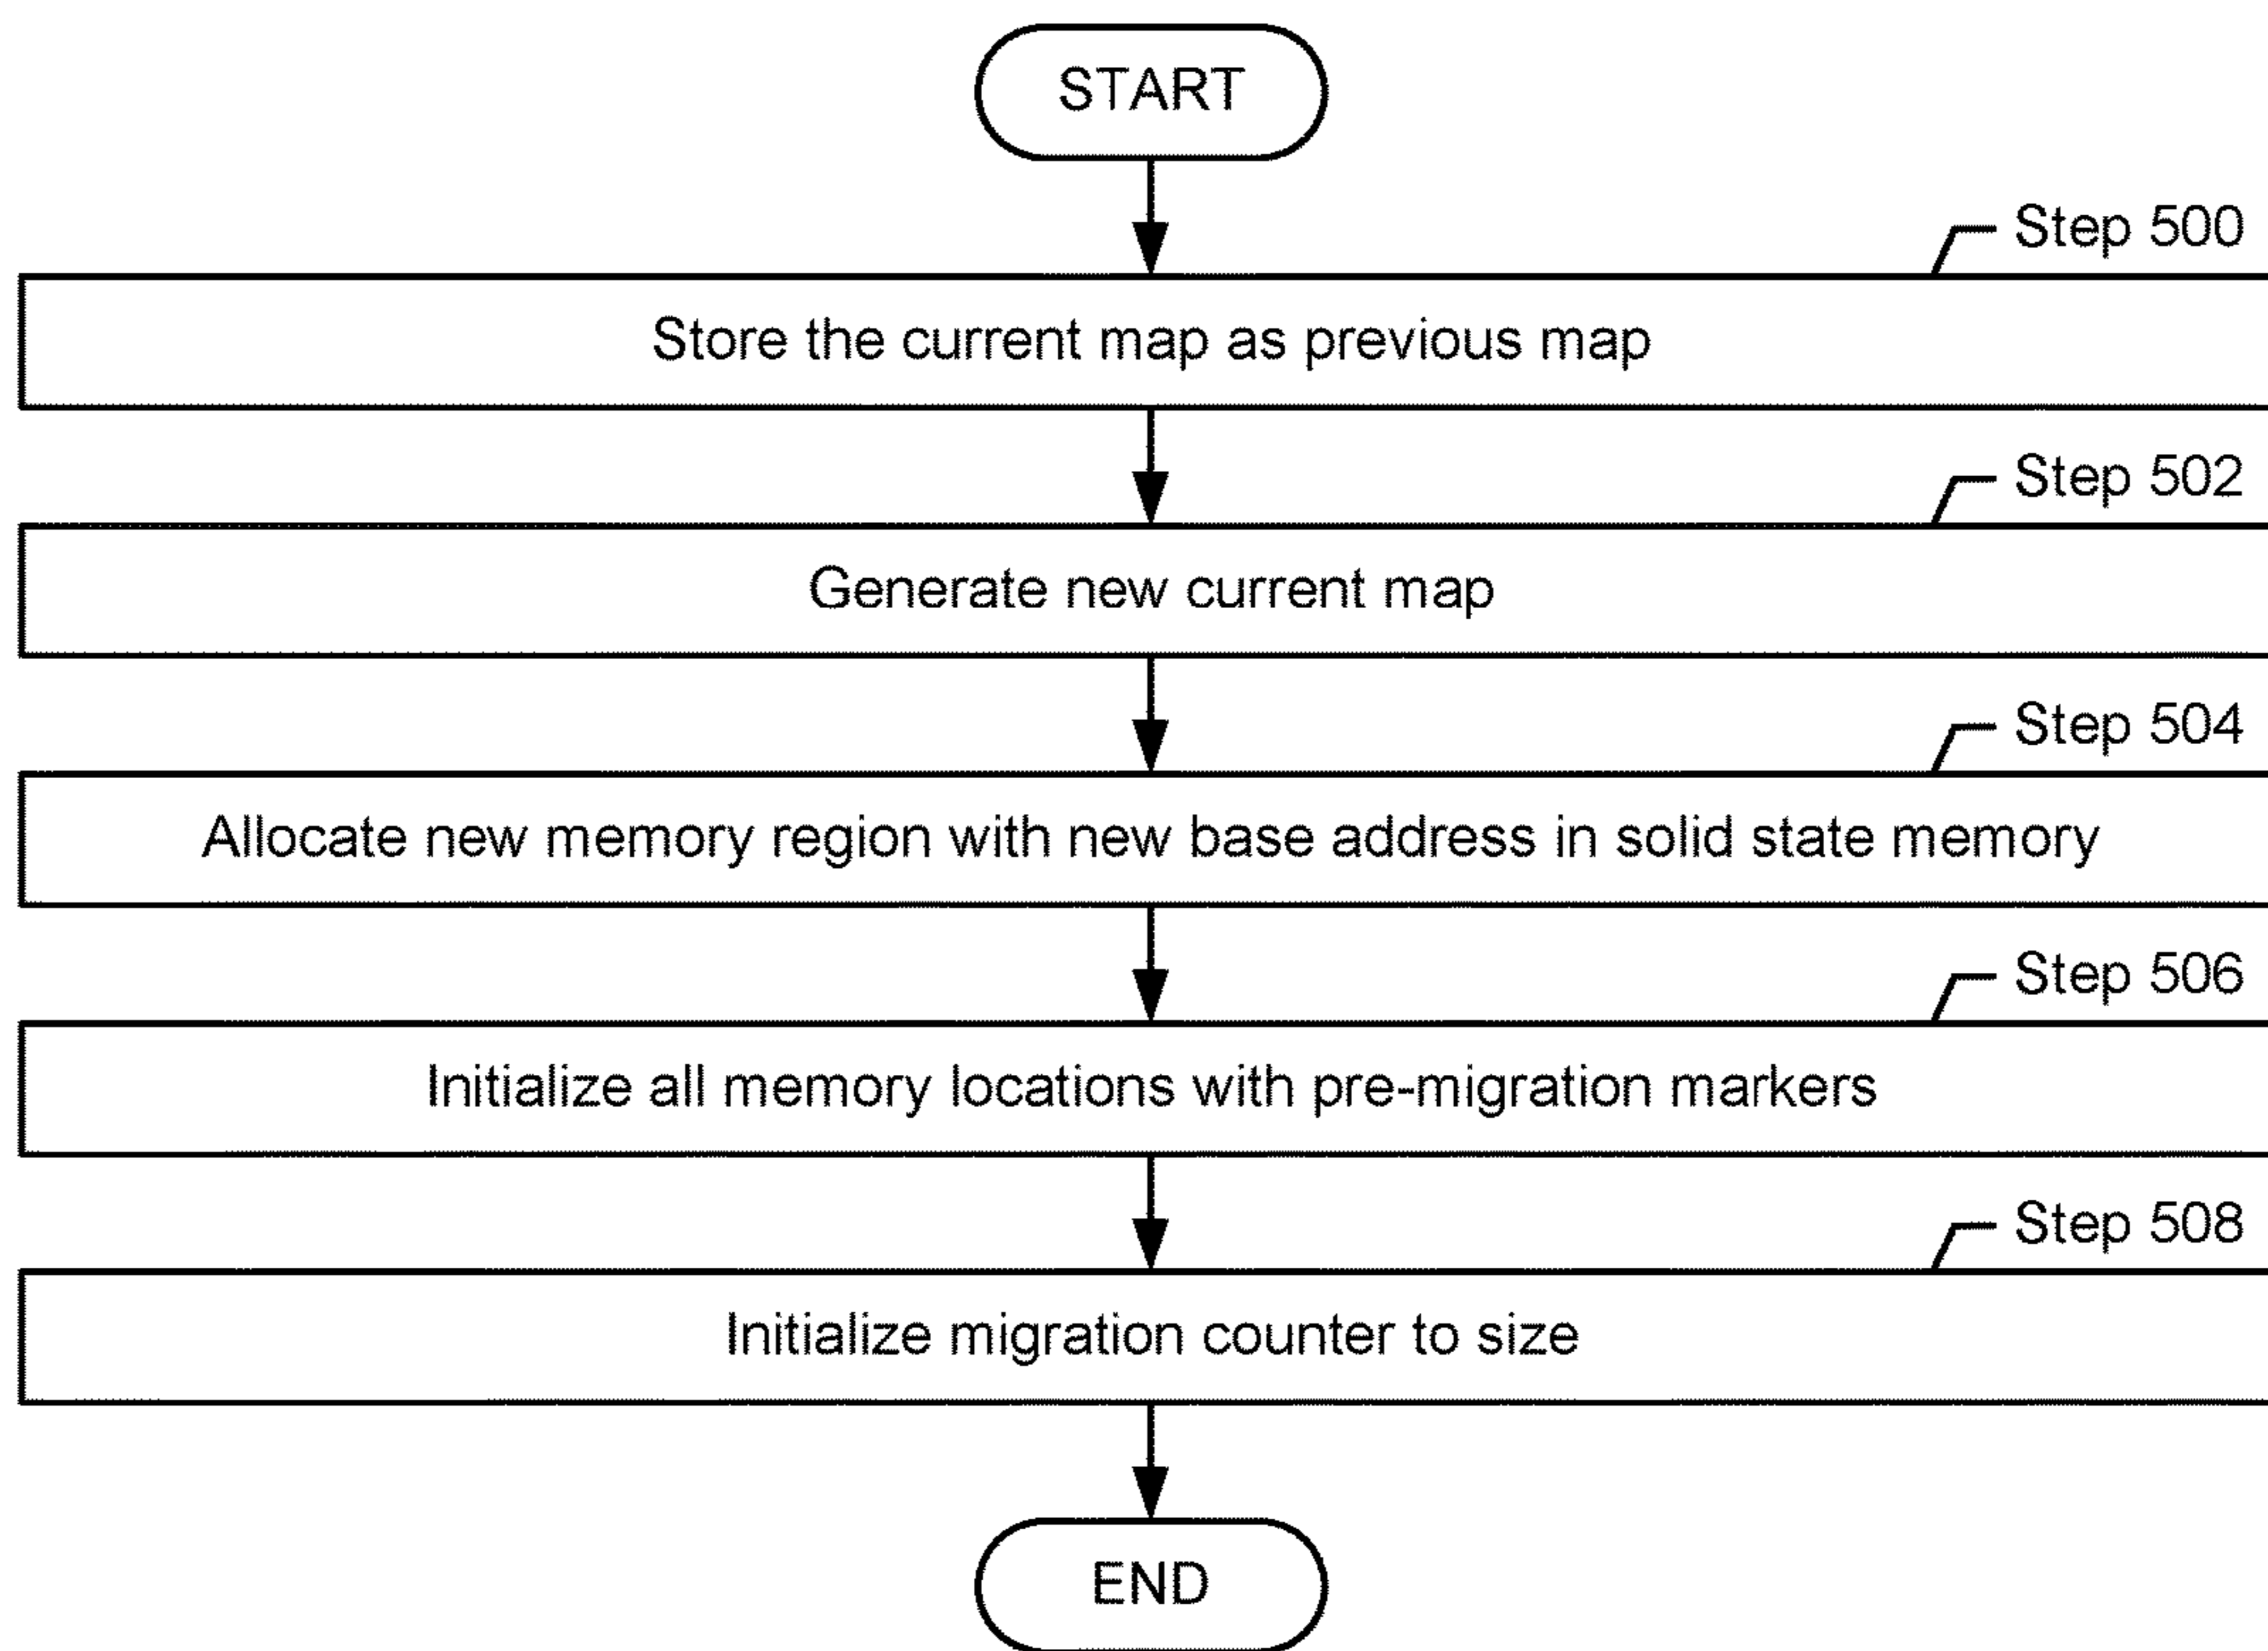 START
Step 500
Store the current map as previous map
Step 502
Generate new current map
Step 504
Allocate new memory region with new base address in solid state memory
Step 506
Initialize all memory locations with pre-migration markers
Step 508
Initialize migration counter to size
END